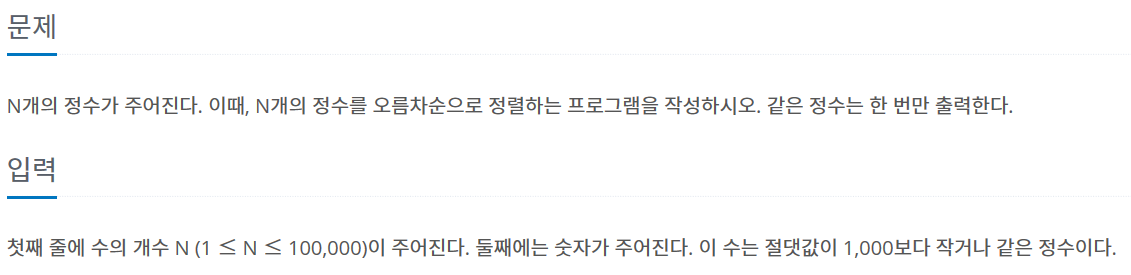 문제
N개의 정수가 주어진다. 이때, N개의 정수를 오름차순으로 정렬하는 프로그램을 작성하시오. 같은 정수는 한 번만 출력한다.
입력
첫째 줄에 수의 개수 N (1 ≤ N ≤ 100,000)이 주어진다. 둘째에는 숫자가 주어진다. 이 수는 절댓값이 1,000보다 작거나 같은 정수이다.